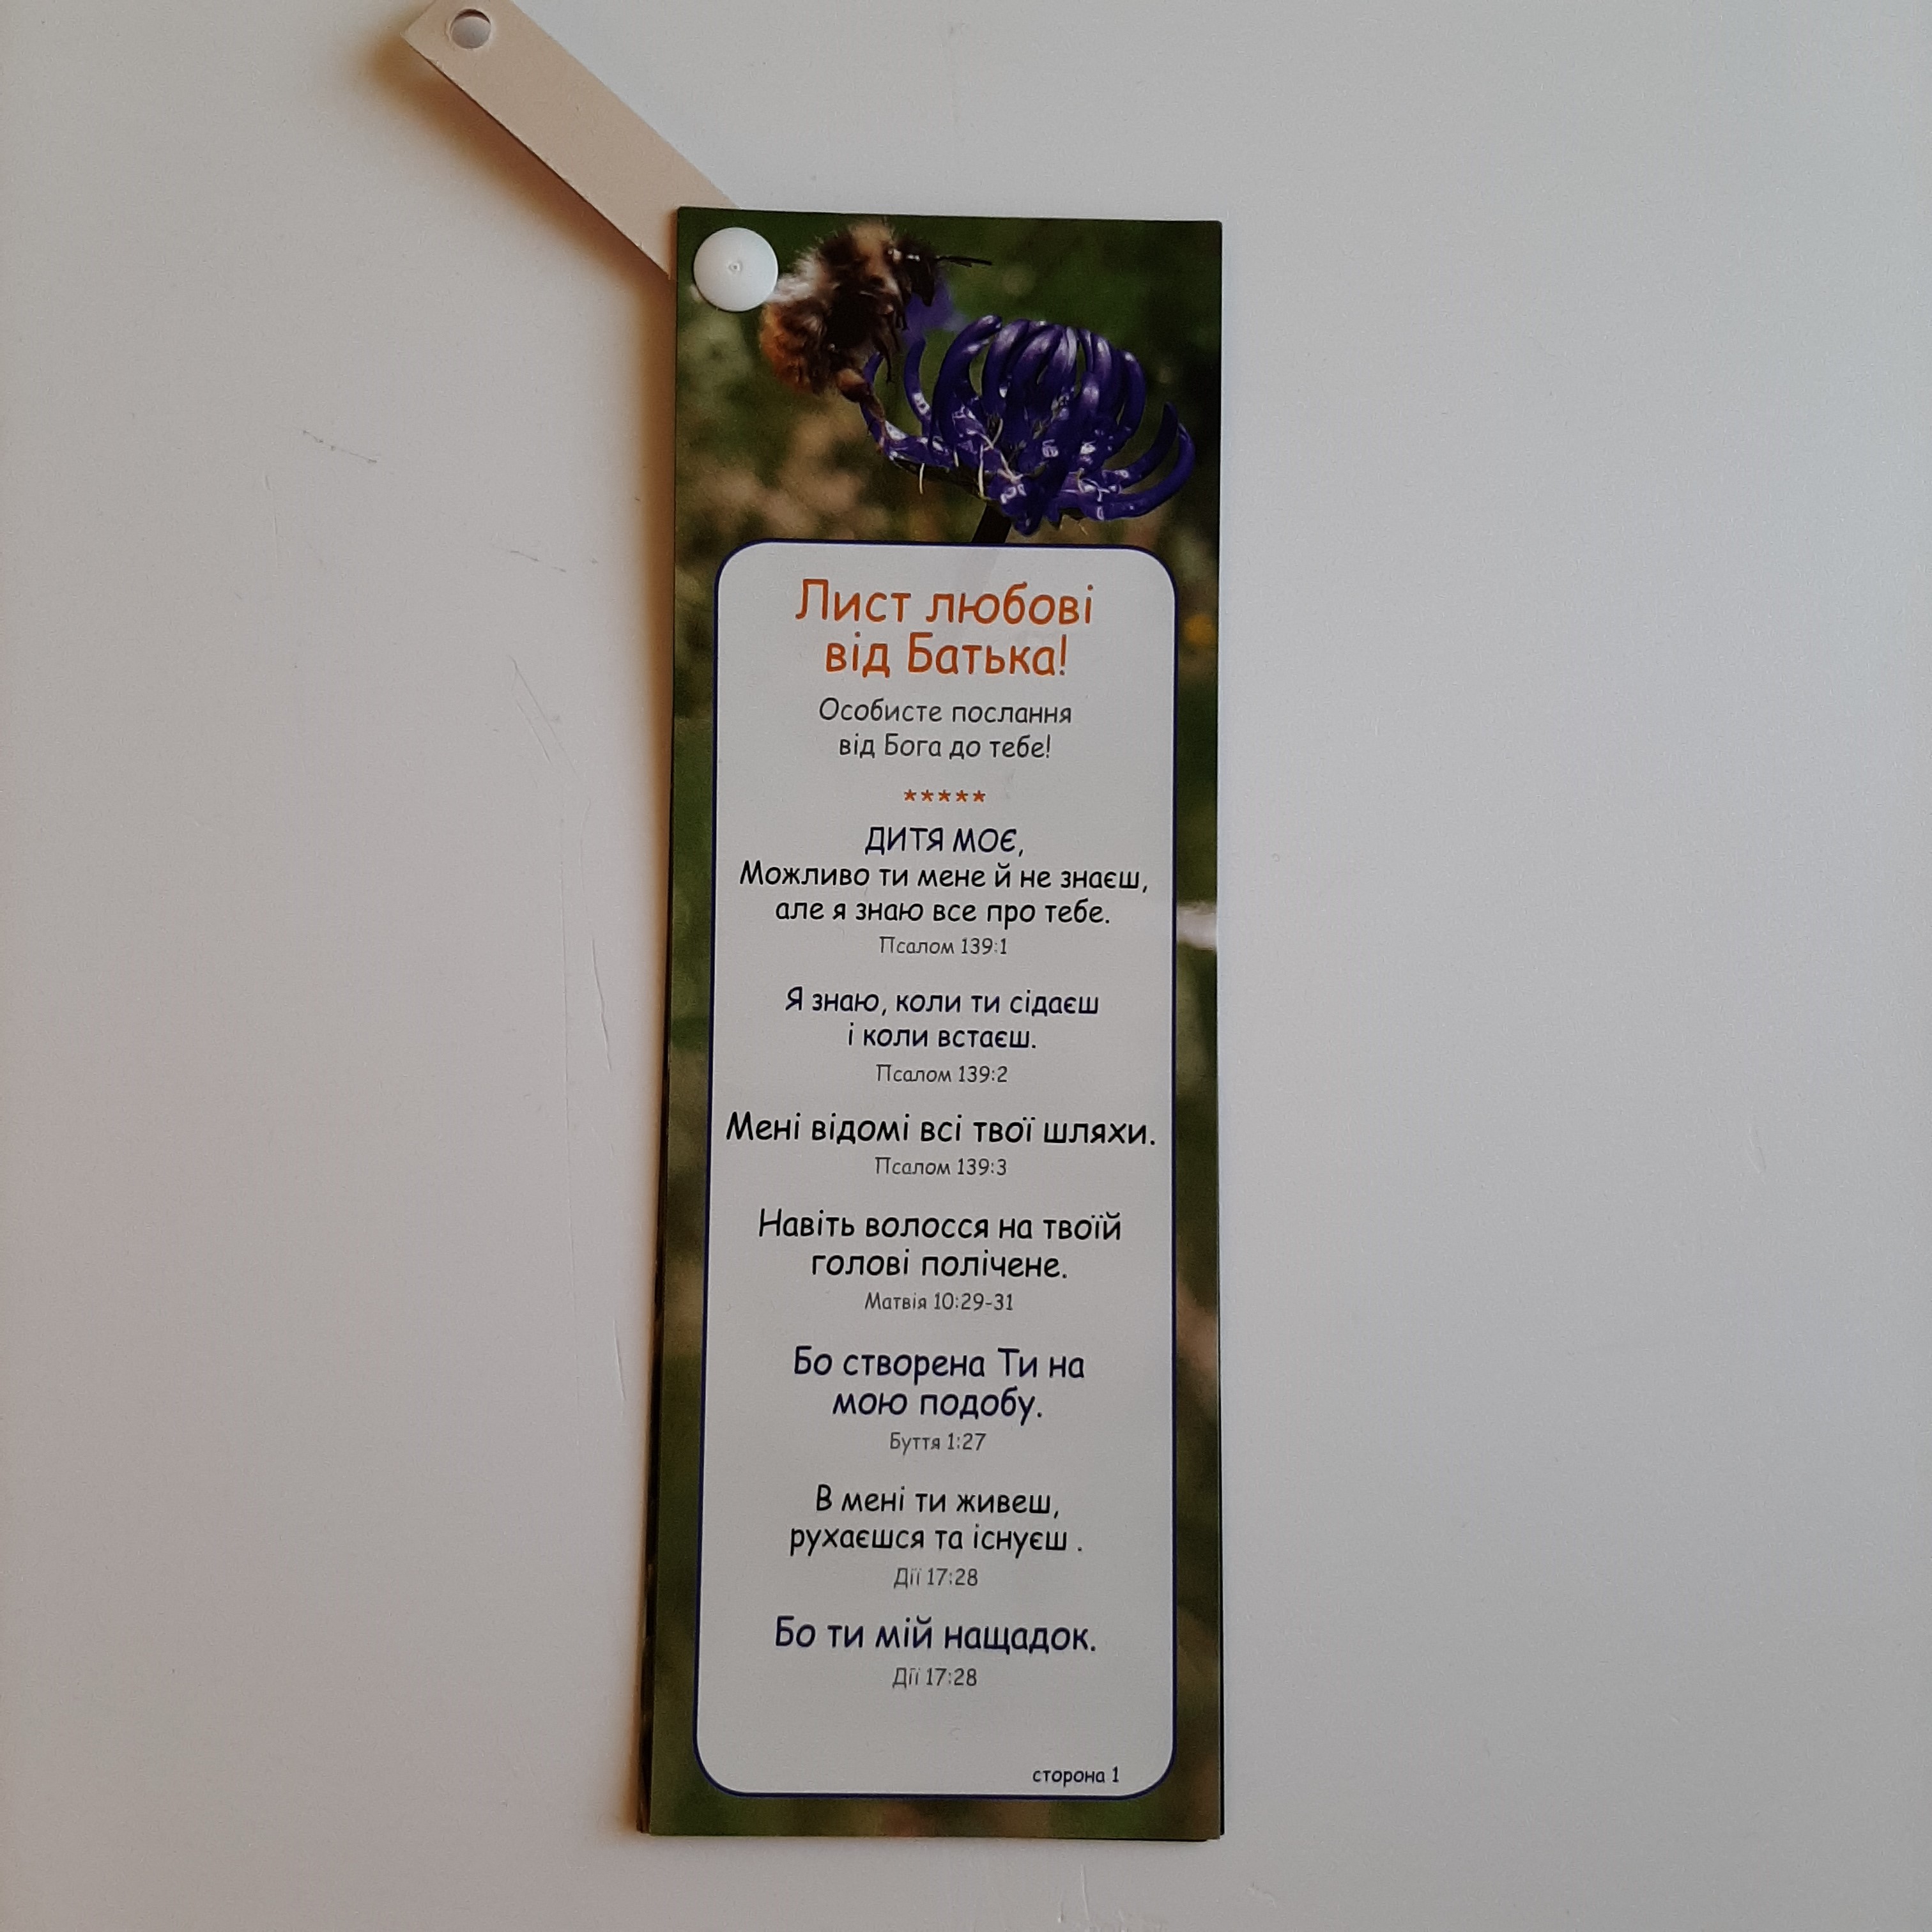 Лист любові
від Батька!
Особисте послання
від Бога до тебе!
*****
ДИТЯ МОЄ,
Можливо ти мене й не знаєш,
але я знаю все про тебе.
Псалом 139:1
Я знаю, коли ти сідаєш
і коли встаєш.
Псалом 139:2
Мені відомі всі твої шляхи.
Псалом 139:3
Навіть волосся на твоїй
голові полічене.
Матвія 10:29-31
Бо створена Ти на
мою подобу.
Буття 1:27
В мені ти живеш,
рухаєшся та існуєш .
Дії 17:28
Бо ти мій нащадок.
Дії 17:28
сторона 1